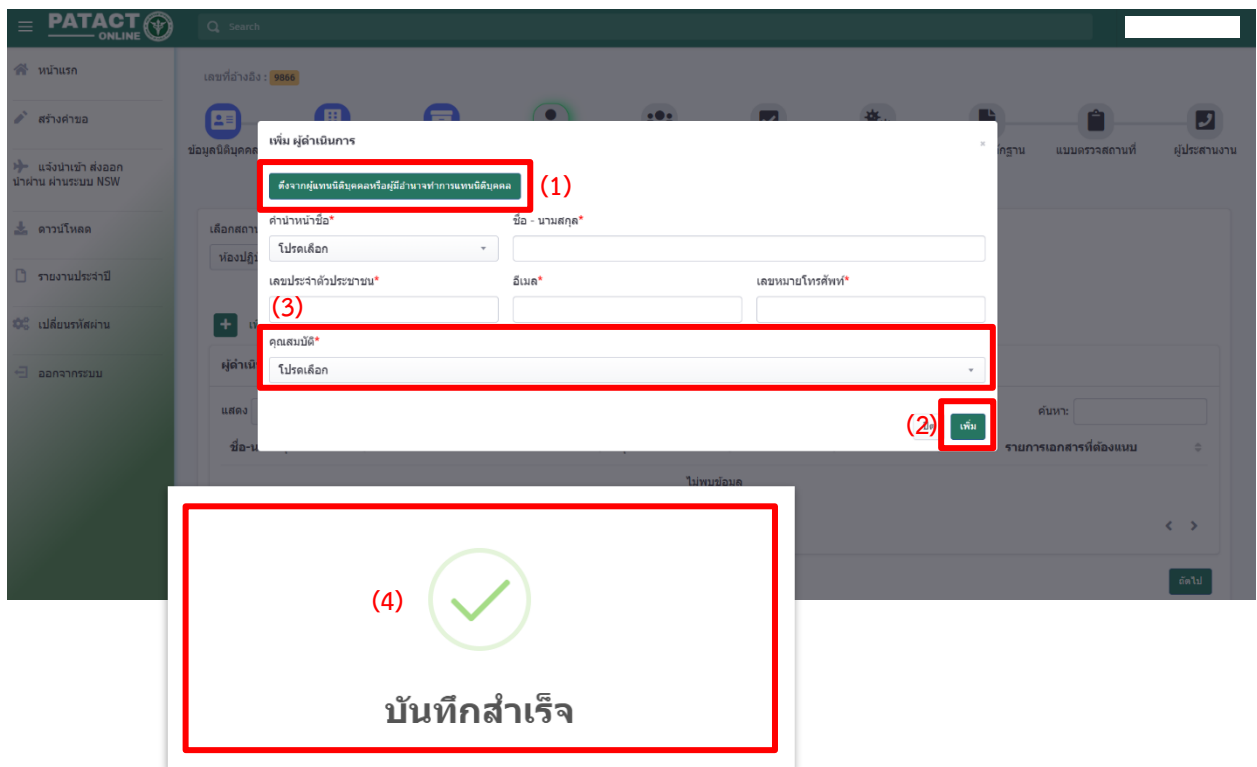 PATACT
ONLINE
Search
หน้าแรก
สร้างคำขอ
แจ้งนำเข้า ส่งออก
นำผ่าน ผ่านระบบ NSW
ดาวน์โหลด
รายงานประจำปี
เปลี่ยนรหัสผ่าน
ออกจากระบบ
เลขที่อ้างอิง : 9866
แบบตรวจสถานที่
ผู้ประสานงาน
เพิ่ม ผู้ดำเนินการ
×
ดึงจากผู้แทนนิติบุคคลหรือผู้มีอำนาจทำการแทนนิติบุคคล
(1)
คำนำหน้าชื่อ*
ชื่อ - นามสกุล*
โปรดเลือก
เลขประจำตัวประชาชน*
อีเมล*
เลขหมายโทรศัพท์*
(3)
คุณสมบัติ*
โปรดเลือก
(2)
เพิ่ม
แสดง
ค้นหา:
รายการเอกสารที่ต้องแนบ
ไม่พบข้อมูล
ถัดไป
(4)
บันทึกสำเร็จ